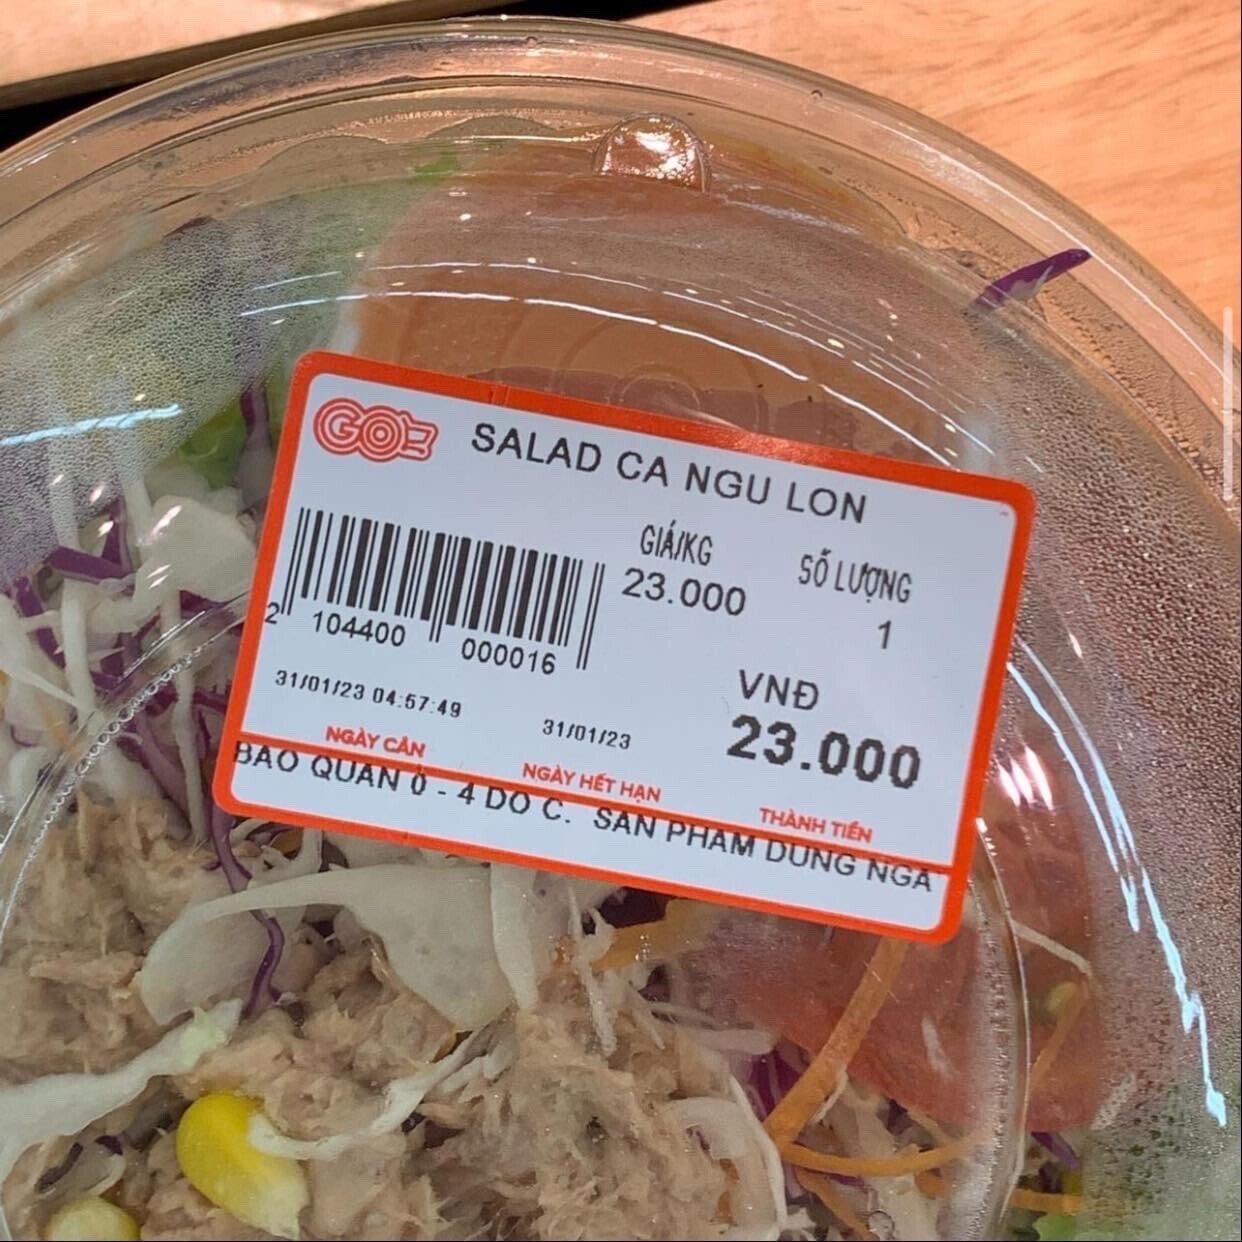 GO!
SALAD CA NGU LON
GIÁ/KG SỐ LƯỢNG
23.000 1
2 104400 000016
VNĐ
31/01/23 04:57:49 31/01/23 23.000
NGÀY CÂN NGÀY HẾT HẠN THÀNH TIỀN
BAO QUAN 0 - 4 DO C. SAN PHAM DUNG NGA